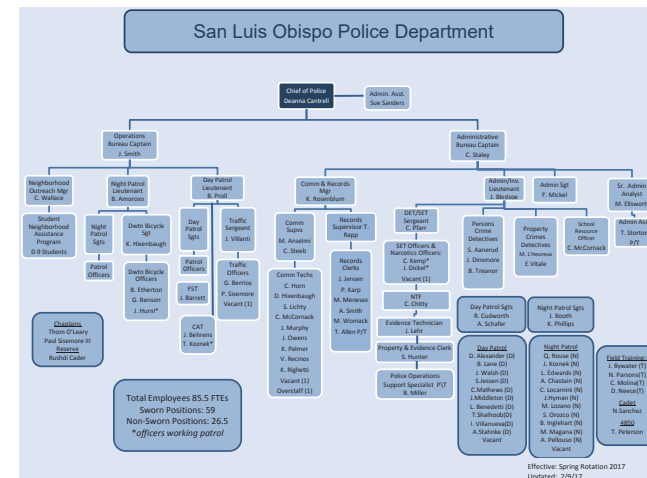 San Luis Obispo Police Department
Chief of Police
Deanna Cantrell
Admin. Asst.
Sue Sanders
Operations
Bureau Captain
J. Smith
Administrative
Bureau Captain
C. Staley
Neighborhood
Outreach Mgr
C. Wallace
Night Patrol
Lieutenant
B. Amoroso
Day Patrol
Lieutenant
B. Proll
Comm & Records
Mgr
K. Rosenblum
Admin/Inv.
Lieutenant
J. Bledsoe
Admin Sgt
F. Mickel
Sr. Admin
Analyst
M. Ellswort
Student
Neighborhood
Assistance
Program
0-9 Students
Night
Patrol
Sgts
Patrol
Officers
Dwtn Bicycle
Sgt
K. Hixenbaugh
Dwtn Bicycle
Officers
B. Etherton
G. Benson
J. Hurni*
Day
Patrol
Sgts
Patrol
Officers
FST
J. Barrett
CAT
J. Behrens
T. Koznek*
Traffic
Sergeant
J. Villanti
Traffic
Officers
G. Berrios
P. Sisemore
Vacant (1)
Comm
Supvs
M. Anselmi
C. Steeb
Comm Techs
C. Horn
D. Hixenbaugh
S. Lichty
C. McCormack
J. Murphy
J. Owens
K. Palmer
V. Recinos
K. Righetti
Vacant (1)
Overstaff (1)
Records
Supervisor T.
Rapp
Records
Clerks
J. Jensen
P. Karp
M. Menesez
A. Smith
M. Womack
T. Allen P/T
DET/SET
Sergeant
C. Pfarr
SET Officers &
Narcotics Officers:
C. Kemp*
J. Dickel*
Vacant (1)
NTF
C. Chitty
Evidence Technician
J. Lehr
Property & Evidence Clerk
S. Hunter
Police Operations
Support Specialist P\T
B. Miller
Persons
Crime
Detectives
S. Aanerud
J. Dinsmore
B. Treanor
Property
Crimes
Detectives
M. L'Heureux
E.Vitale
School
Resource
Officer
C. McCormack
Admin Ass
T. Storton
P/T
Chaplains
Thom O'Leary
Paul Sisemore III
Reserve
Rushdi Cader
Total Employees 85.5 FTEs
Sworn Positions: 59
Non-Sworn Positions: 26.5
*officers working patrol
Day Patrol Sgts
R. Cudworth
A. Schafer
Night Patrol Sgts
J. Booth
K. Phillips
Day Patrol
D. Alexander (D)
B. Lane (D)
J. Walsh (D)
S.Jessen (D)
C.Mathews (D)
J.Middleton (D)
L. Benedetti (D)
T.Shalhoob(D)
I. Villanueva(D)
A.Stahnke (D)
Vacant
Night Patrol
Q. Rouse (N)
J. Koznek (N)
L. Edwards (N)
A. Chastain (N)
C. Locarnini (N)
J.Hyman (N)
M. Lozano (N)
S. Orozco (N)
B. Inglehart (N)
M. Magana (N)
A. Pellouso (N)
Vacant
Field Training:
J. Bywater (T)
N. Parsons(T)
C. Molina(T)
D. Neece(T)
Cadet
N.Sanchez
4850
T. Peterson
Effective: Spring Rotation 2017
Updated: 2/9/17